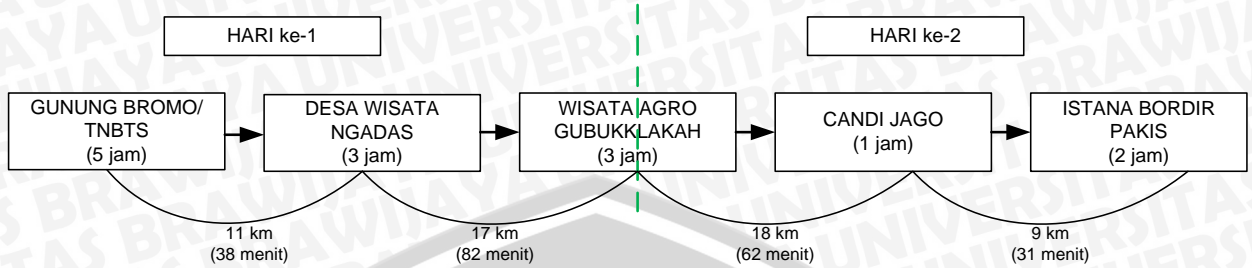 HARI ke-1
HARI ke-2
GUNUNG BROMO/
TNBTS
(5 jam)
DESA WISATA
NGADAS
(3 jam)
WISATA AGRO
GUBUKKLAKAH
(3 jam)
CANDI JAGO
(1 jam)
ISTANA BORDIR
PAKIS
(2 jam)
11 km
(38 menit)
17 km
(82 menit)
18 km
(62 menit)
9 km
(31 menit)